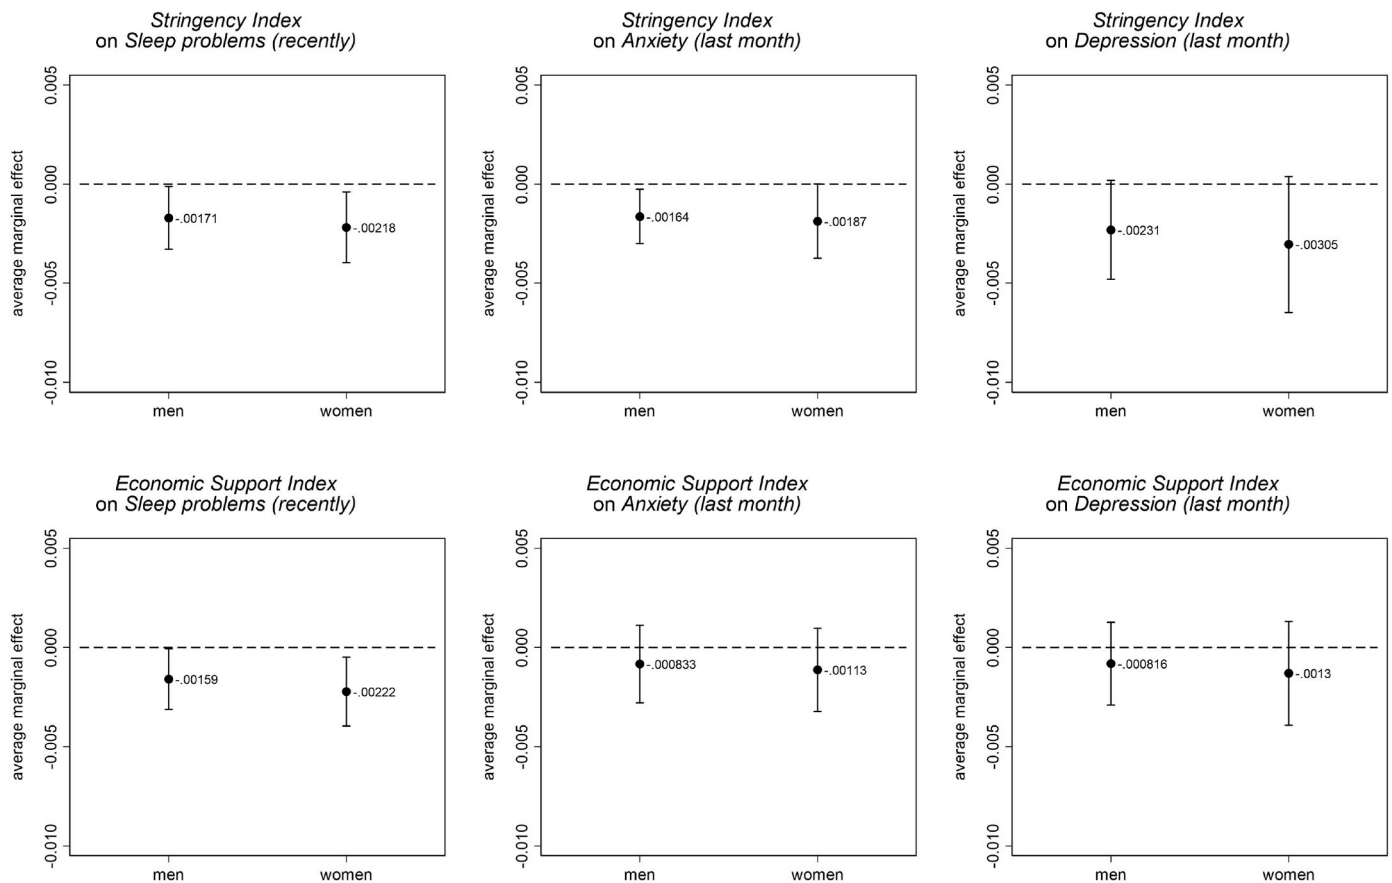 Stringency Index
on Sleep problems (recently)
average marginal effect
0.005
0.000
-0.005
-0.010
-.00171
-.00218
men
women
Stringency Index
on Anxiety (last month)
average marginal effect
0.005
0.000
-0.005
-0.010
-.00164
-.00187
men
women
Stringency Index
on Depression (last month)
average marginal effect
0.005
0.000
-0.005
-0.010
-.00231
-.00305
men
women
Economic Support Index
on Sleep problems (recently)
average marginal effect
0.005
0.000
-0.005
-0.010
-.00159
-.00222
men
women
Economic Support Index
on Anxiety (last month)
average marginal effect
0.005
0.000
-0.005
-0.010
-.000833
-.00113
men
women
Economic Support Index
on Depression (last month)
average marginal effect
0.005
0.000
-0.005
-0.010
-.000816
-.0013
men
women